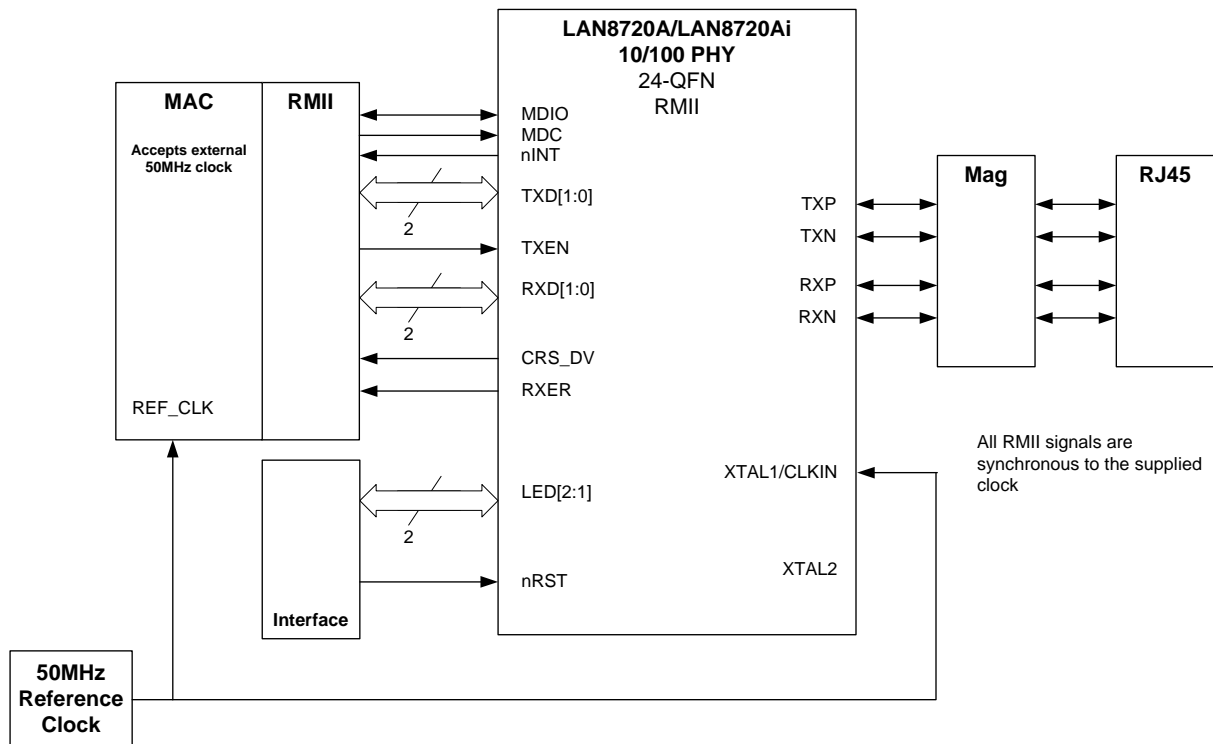 LAN8720A/LAN8720Ai
10/100 PHY
24-QFN
RMII
MAC
RMII
Accepts external
50MHz clock
REF_CLK
MDIO
MDC
nINT
TXD[1:0]
2
TXEN
RXD[1:0]
2
CRS_DV
RXER
LED[2:1]
2
nRST
Interface
TXP
TXN
RXP
RXN
XTAL1/CLKIN
XTAL2
Mag
RJ45
All RMII signals are
synchronous to the supplied
clock
50MHz
Reference
Clock